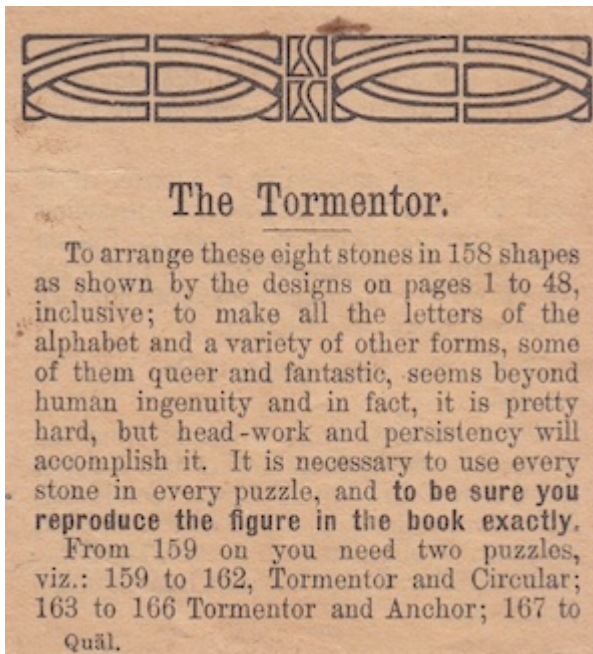 The Tormentor.
To arrange these eight stones in 158 shapes
as shown by the designs on pages 1 to 48,
inclusive; to make all the letters of the
alphabet and a variety of other forms, some
of them queer and fantastic, seems beyond
human ingenuity and in fact, it is pretty
hard, but head-work and persistency will
accomplish it. It is necessary to use every
stone in every puzzle, and to be sure you
reproduce the figure in the book exactly.
From 159 on you need two puzzles,
viz.: 159 to 162, Tormentor and Circular;
163 to 166 Tormentor and Anchor; 167 to
Quäl.